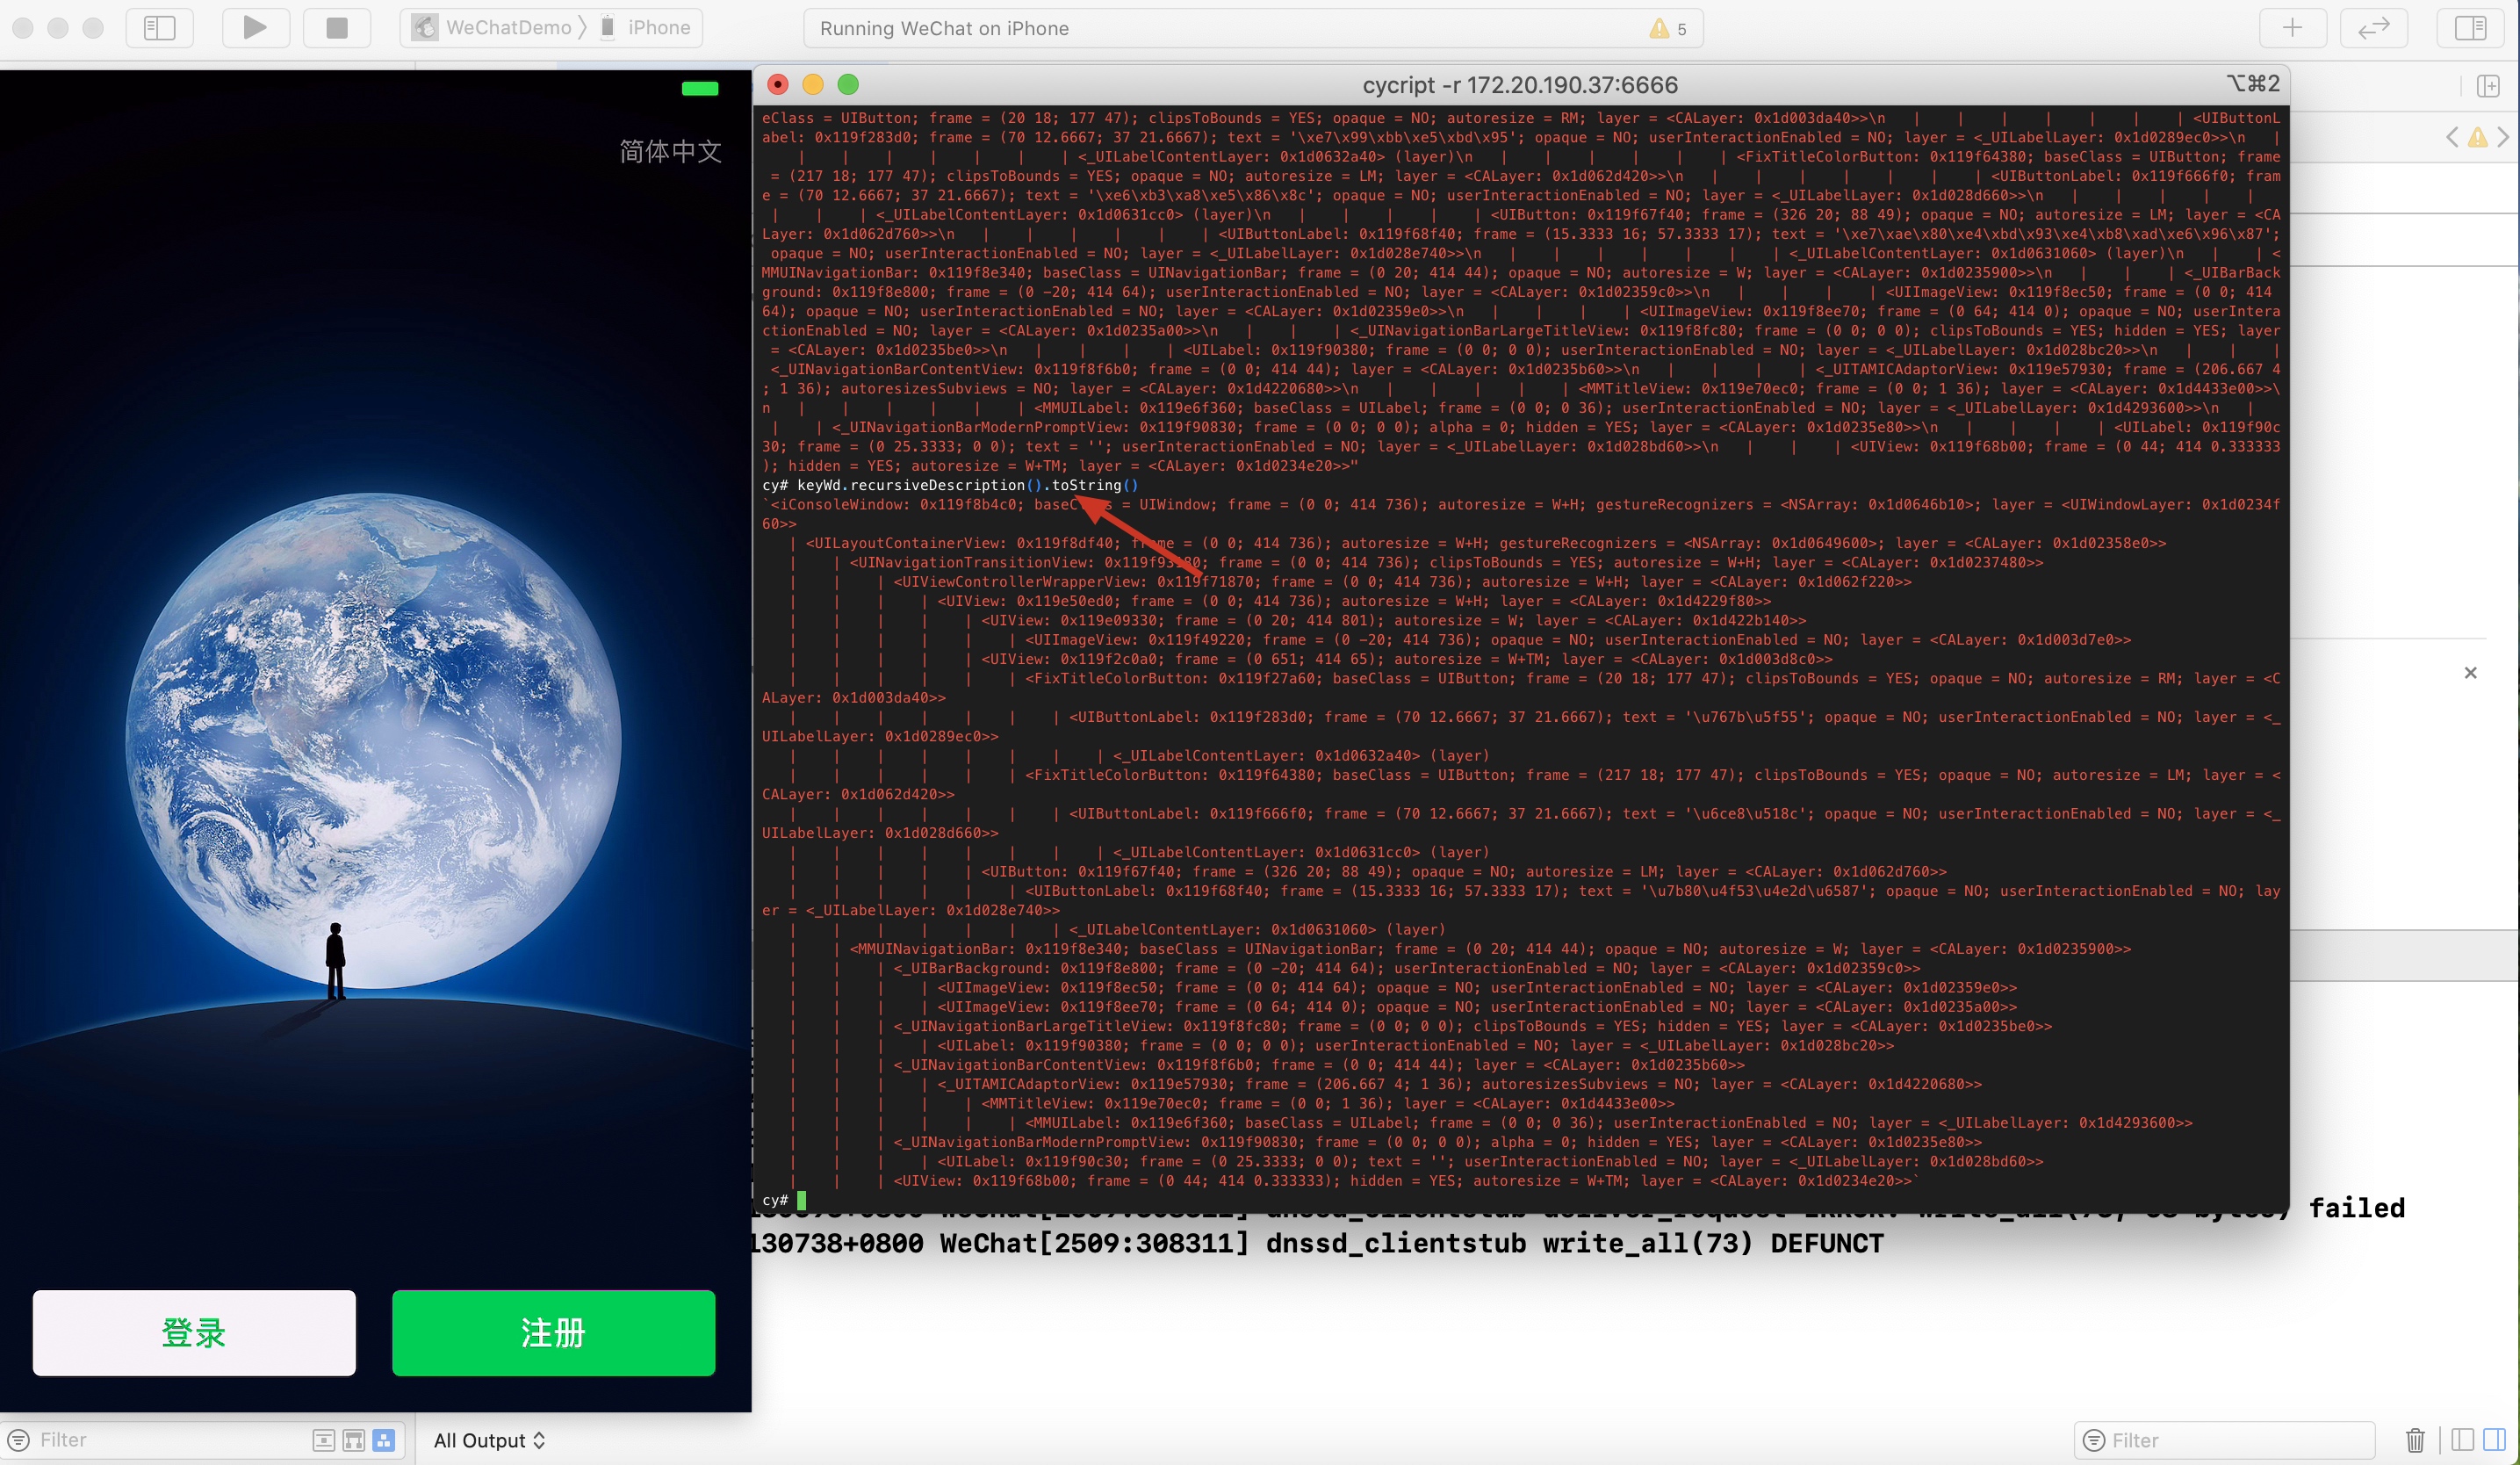 WeChatDemo 〉 iPhone
Running WeChat on iPhone
5
简体中文
登录
注册
cycript -r 172.20.190.37:6666
⌥⌘2
eClass = UIButton; frame = (20 18; 177 47); clipsToBounds = YES; opaque = NO; autoresize = RM; layer = <CALayer: 0x1d003da40>>\n   |    |    |    |    |    |    | <UIButtonL
abel: 0x119f283d0; frame = (70 12.6667; 37 21.6667); text = '\xe7\x99\xbb\xe5\xbd\x95'; opaque = NO; userInteractionEnabled = NO; layer = <_UILabelLayer: 0x1d0289ec0>>\n   |
    |    |    |    |    |    |    | <_UILabelContentLayer: 0x1d0632a40> (layer)\n   |    |    |    |    |    | <FixTitleColorButton: 0x119f64380; baseClass = UIButton; frame
 = (217 18; 177 47); clipsToBounds = YES; opaque = NO; autoresize = LM; layer = <CALayer: 0x1d062d420>>\n   |    |    |    |    |    |    | <UIButtonLabel: 0x119f666f0; fram
e = (70 12.6667; 37 21.6667); text = '\xe6\xb3\xa8\xe5\x86\x8c'; opaque = NO; userInteractionEnabled = NO; layer = <_UILabelLayer: 0x1d028d660>>\n   |    |    |    |    |
 |    |    | <_UILabelContentLayer: 0x1d0631cc0> (layer)\n   |    |    |    |    | <UIButton: 0x119f67f40; frame = (326 20; 88 49); opaque = NO; autoresize = LM; layer = <CA
Layer: 0x1d062d760>>\n   |    |    |    |    |    | <UIButtonLabel: 0x119f68f40; frame = (15.3333 16; 57.3333 17); text = '\xe7\xae\x80\xe4\xbd\x93\xe4\xb8\xad\xe6\x96\x87';
 opaque = NO; userInteractionEnabled = NO; layer = <_UILabelLayer: 0x1d028e740>>\n   |    |    |    |    |    |    | <_UILabelContentLayer: 0x1d0631060> (layer)\n   |    | <
MMUINavigationBar: 0x119f8e340; baseClass = UINavigationBar; frame = (0 20; 414 44); opaque = NO; autoresize = W; layer = <CALayer: 0x1d0235900>>\n   |    |    | <_UIBarBack
ground: 0x119f8e800; frame = (0 -20; 414 64); userInteractionEnabled = NO; layer = <CALayer: 0x1d02359c0>>\n   |    |    |    | <UIImageView: 0x119f8ec50; frame = (0 0; 414
64); opaque = NO; userInteractionEnabled = NO; layer = <CALayer: 0x1d02359e0>>\n   |    |    |    | <UIImageView: 0x119f8ee70; frame = (0 64; 414 0); opaque = NO; userIntera
ctionEnabled = NO; layer = <CALayer: 0x1d0235a00>>\n   |    |    | <_UINavigationBarLargeTitleView: 0x119f8fc80; frame = (0 0; 0 0); clipsToBounds = YES; hidden = YES; layer
 = <CALayer: 0x1d0235be0>>\n   |    |    |    | <UILabel: 0x119f90380; frame = (0 0; 0 0); userInteractionEnabled = NO; layer = <_UILabelLayer: 0x1d028bc20>>\n   |    |    |
 <_UINavigationBarContentView: 0x119f8f6b0; frame = (0 0; 414 44); layer = <CALayer: 0x1d0235b60>>\n   |    |    |    | <_UITAMICAdaptorView: 0x119e57930; frame = (206.667 4
; 1 36); autoresizesSubviews = NO; layer = <CALayer: 0x1d4220680>>\n   |    |    |    |    | <MMTitleView: 0x119e70ec0; frame = (0 0; 1 36); layer = <CALayer: 0x1d4433e00>>\
n   |    |    |    |    |    | <MMUILabel: 0x119e6f360; baseClass = UILabel; frame = (0 0; 0 36); userInteractionEnabled = NO; layer = <_UILabelLayer: 0x1d4293600>>\n   |
 |    | <_UINavigationBarModernPromptView: 0x119f90830; frame = (0 0; 0 0); alpha = 0; hidden = YES; layer = <CALayer: 0x1d0235e80>>\n   |    |    |    | <UILabel: 0x119f90c
30; frame = (0 25.3333; 0 0); text = ''; userInteractionEnabled = NO; layer = <_UILabelLayer: 0x1d028bd60>>\n   |    |    | <UIView: 0x119f68b00; frame = (0 44; 414 0.333333
); hidden = YES; autoresize = W+TM; layer = <CALayer: 0x1d0234e20>>"
cy# keyWd.recursiveDescription().toString()
`<iConsoleWindow: 0x119f8b4c0; baseC s = UIWindow; frame = (0 0; 414 736); autoresize = W+H; gestureRecognizers = <NSArray: 0x1d0646b10>; layer = <UIWindowLayer: 0x1d0234f
60>>
   | <UILayoutContainerView: 0x119f8df40; frame = (0 0; 414 736); autoresize = W+H; gestureRecognizers = <NSArray: 0x1d0649600>; layer = <CALayer: 0x1d02358e0>>
   |    | <UINavigationTransitionView: frame = (0 0; 414 736); clipsToBounds = YES; autoresize = W+H; layer = <CALayer: 0x1d0237480>>
   |    |    | <UIViewControllerWrapperView: 0x119f71870; frame = (0 0; 414 736); autoresize = W+H; layer = <CALayer: 0x1d062f220>>
   |    |    |    | <UIView: 0x119e50ed0; frame = (0 0; 414 736); autoresize = W+H; layer = <CALayer: 0x1d4229f80>>
   |    |    |    |    | <UIView: 0x119e09330; frame = (0 20; 414 801); autoresize = W; layer = <CALayer: 0x1d422b140>>
   |    |    |    |    |    | <UIImageView: 0x119f49220; frame = (0 -20; 414 736); opaque = NO; userInteractionEnabled = NO; layer = <CALayer: 0x1d003d7e0>>
   |    |    |    |    | <UIView: 0x119f2c0a0; frame = (0 651; 414 65); autoresize = W+TM; layer = <CALayer: 0x1d003d8c0>>
   |    |    |    |    |    | <FixTitleColorButton: 0x119f27a60; baseClass = UIButton; frame = (20 18; 177 47); clipsToBounds = YES; opaque = NO; autoresize = RM; layer = <C
ALayer: 0x1d003da40>>
   |    |    |    |    |    |    | <UIButtonLabel: 0x119f283d0; frame = (70 12.6667; 37 21.6667); text = '\u767b\u5f55'; opaque = NO; userInteractionEnabled = NO; layer = <_
UILabelLayer: 0x1d0289ec0>>
   |    |    |    |    |    |    |    | <_UILabelContentLayer: 0x1d0632a40> (layer)
   |    |    |    |    |    | <FixTitleColorButton: 0x119f64380; baseClass = UIButton; frame = (217 18; 177 47); clipsToBounds = YES; opaque = NO; autoresize = LM; layer = <
CALayer: 0x1d062d420>>
   |    |    |    |    |    |    | <UIButtonLabel: 0x119f666f0; frame = (70 12.6667; 37 21.6667); text = '\u6ce8\u518c'; opaque = NO; userInteractionEnabled = NO; layer = <_
UILabelLayer: 0x1d028d660>>
   |    |    |    |    |    |    |    | <_UILabelContentLayer: 0x1d0631cc0> (layer)
   |    |    |    |    | <UIButton: 0x119f67f40; frame = (326 20; 88 49); opaque = NO; autoresize = LM; layer = <CALayer: 0x1d062d760>>
   |    |    |    |    |    | <UIButtonLabel: 0x119f68f40; frame = (15.3333 16; 57.3333 17); text = '\u7b80\u4f53\u4e2d\u6587'; opaque = NO; userInteractionEnabled = NO; lay
er = <_UILabelLayer: 0x1d028e740>>
   |    |    |    |    |    |    | <_UILabelContentLayer: 0x1d0631060> (layer)
   |    | <MMUINavigationBar: 0x119f8e340; baseClass = UINavigationBar; frame = (0 20; 414 44); opaque = NO; autoresize = W; layer = <CALayer: 0x1d0235900>>
   |    |    | <_UIBarBackground: 0x119f8e800; frame = (0 -20; 414 64); userInteractionEnabled = NO; layer = <CALayer: 0x1d02359c0>>
   |    |    |    | <UIImageView: 0x119f8ec50; frame = (0 0; 414 64); opaque = NO; userInteractionEnabled = NO; layer = <CALayer: 0x1d02359e0>>
   |    |    |    | <UIImageView: 0x119f8ee70; frame = (0 64; 414 0); opaque = NO; userInteractionEnabled = NO; layer = <CALayer: 0x1d0235a00>>
   |    |    | <_UINavigationBarLargeTitleView: 0x119f8fc80; frame = (0 0; 0 0); clipsToBounds = YES; hidden = YES; layer = <CALayer: 0x1d0235be0>>
   |    |    |    | <UILabel: 0x119f90380; frame = (0 0; 0 0); userInteractionEnabled = NO; layer = <_UILabelLayer: 0x1d028bc20>>
   |    |    | <_UINavigationBarContentView: 0x119f8f6b0; frame = (0 0; 414 44); layer = <CALayer: 0x1d0235b60>>
   |    |    |    | <_UITAMICAdaptorView: 0x119e57930; frame = (206.667 4; 1 36); autoresizesSubviews = NO; layer = <CALayer: 0x1d4220680>>
   |    |    |    |    | <MMTitleView: 0x119e70ec0; frame = (0 0; 1 36); layer = <CALayer: 0x1d4433e00>>
   |    |    |    |    |    | <MMUILabel: 0x119e6f360; baseClass = UILabel; frame = (0 0; 0 36); userInteractionEnabled = NO; layer = <_UILabelLayer: 0x1d4293600>>
   |    |    | <_UINavigationBarModernPromptView: 0x119f90830; frame = (0 0; 0 0); alpha = 0; hidden = YES; layer = <CALayer: 0x1d0235e80>>
   |    |    |    | <UILabel: 0x119f90c30; frame = (0 25.3333; 0 0); text = ''; userInteractionEnabled = NO; layer = <_UILabelLayer: 0x1d028bd60>>
   |    |    | <UIView: 0x119f68b00; frame = (0 44; 414 0.333333); hidden = YES; autoresize = W+TM; layer = <CALayer: 0x1d0234e20>>`
cy#
failed
130738+0800 WeChat[2509:308311] dnssd_clientstub write_all(73) DEFUNCT
Filter
All Output
Filter